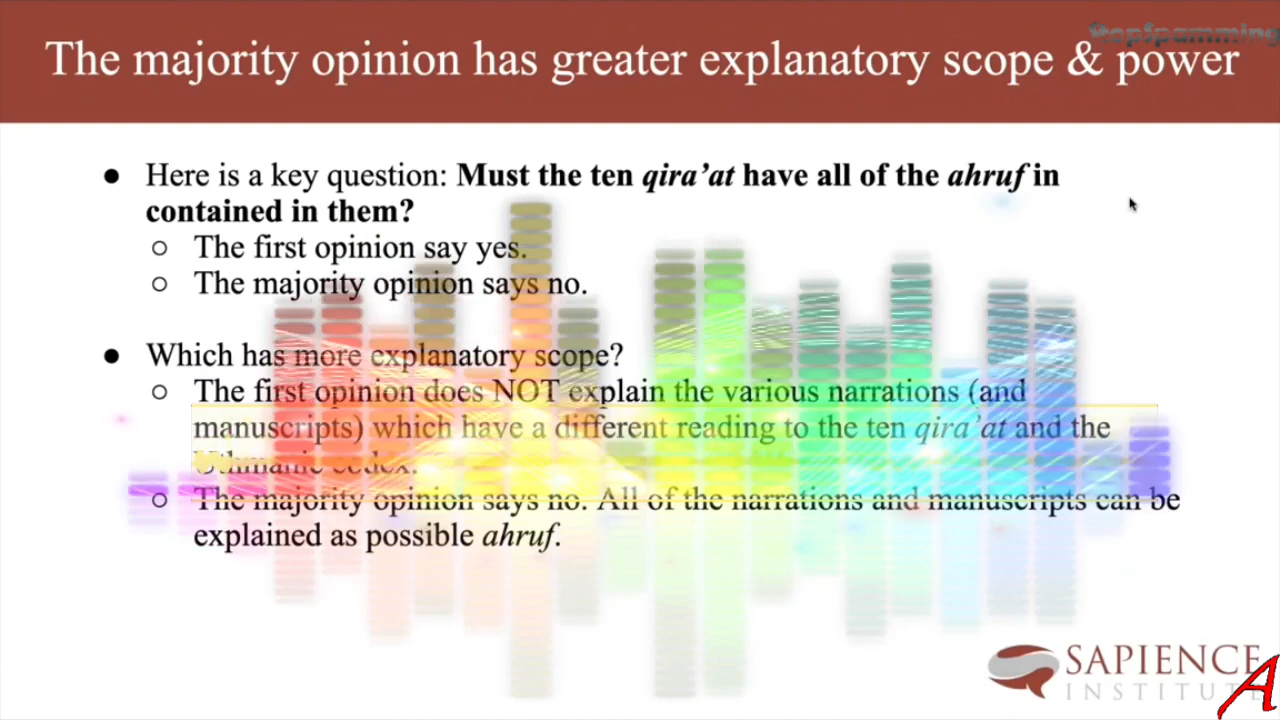 StopSpamming
The majority opinion has greater explanatory scope & power
● Here is a key question: Must the ten qira’at have all of the ahruf in
contained in them?
○ The first opinion say yes.
○ The majority opinion says no.
● Which has more explanatory scope?
○ The first opinion does NOT explain the various narrations (and
manuscripts) which have a different reading to the ten qira’at and the
Uthmanic codex.
○ The majority opinion says no. All of the narrations and manuscripts can be
explained as possible ahruf.
SAPIENCE
INSTITUTE
A